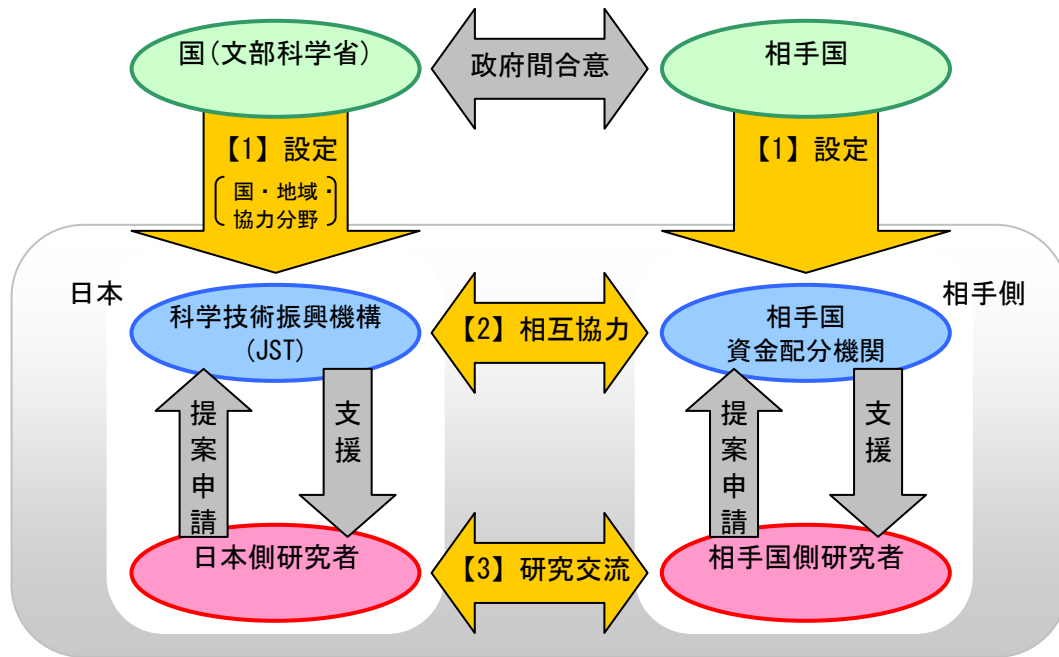 国(文部科学省)
政府間合意
相手国
【1】設定
国・地域・
協力分野
【1】設定
日本
相手側
科学技術振興機構
(JST)
【2】相互協力
相手国
資金配分機関
提案申請
支援
提案申請
支援
日本側研究者
【3】研究交流
相手国側研究者